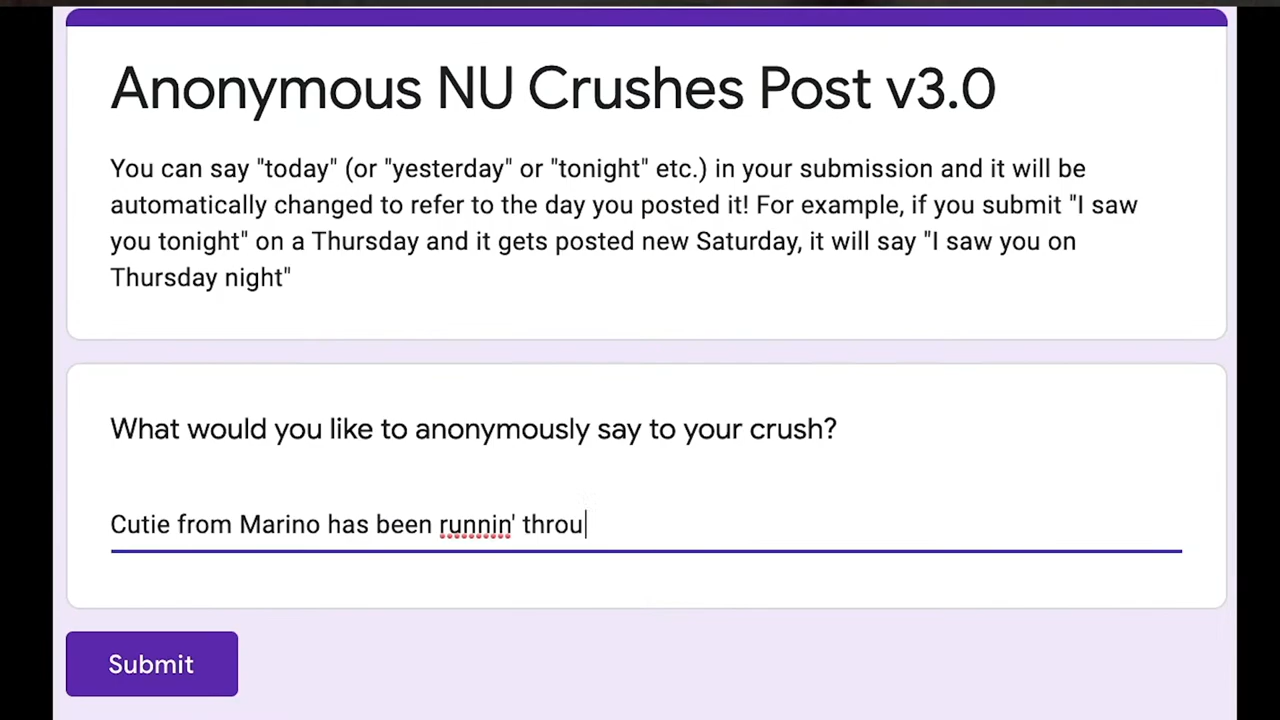 Anonymous NU Crushes Post v3.0
You can say "today" (or "yesterday" or "tonight" etc.) in your submission and it will be
automatically changed to refer to the day you posted it! For example, if you submit "I saw
you tonight" on a Thursday and it gets posted new Saturday, it will say "I saw you on
Thursday night"
What would you like to anonymously say to your crush?
Cutie from Marino has been runnin' throu
Submit